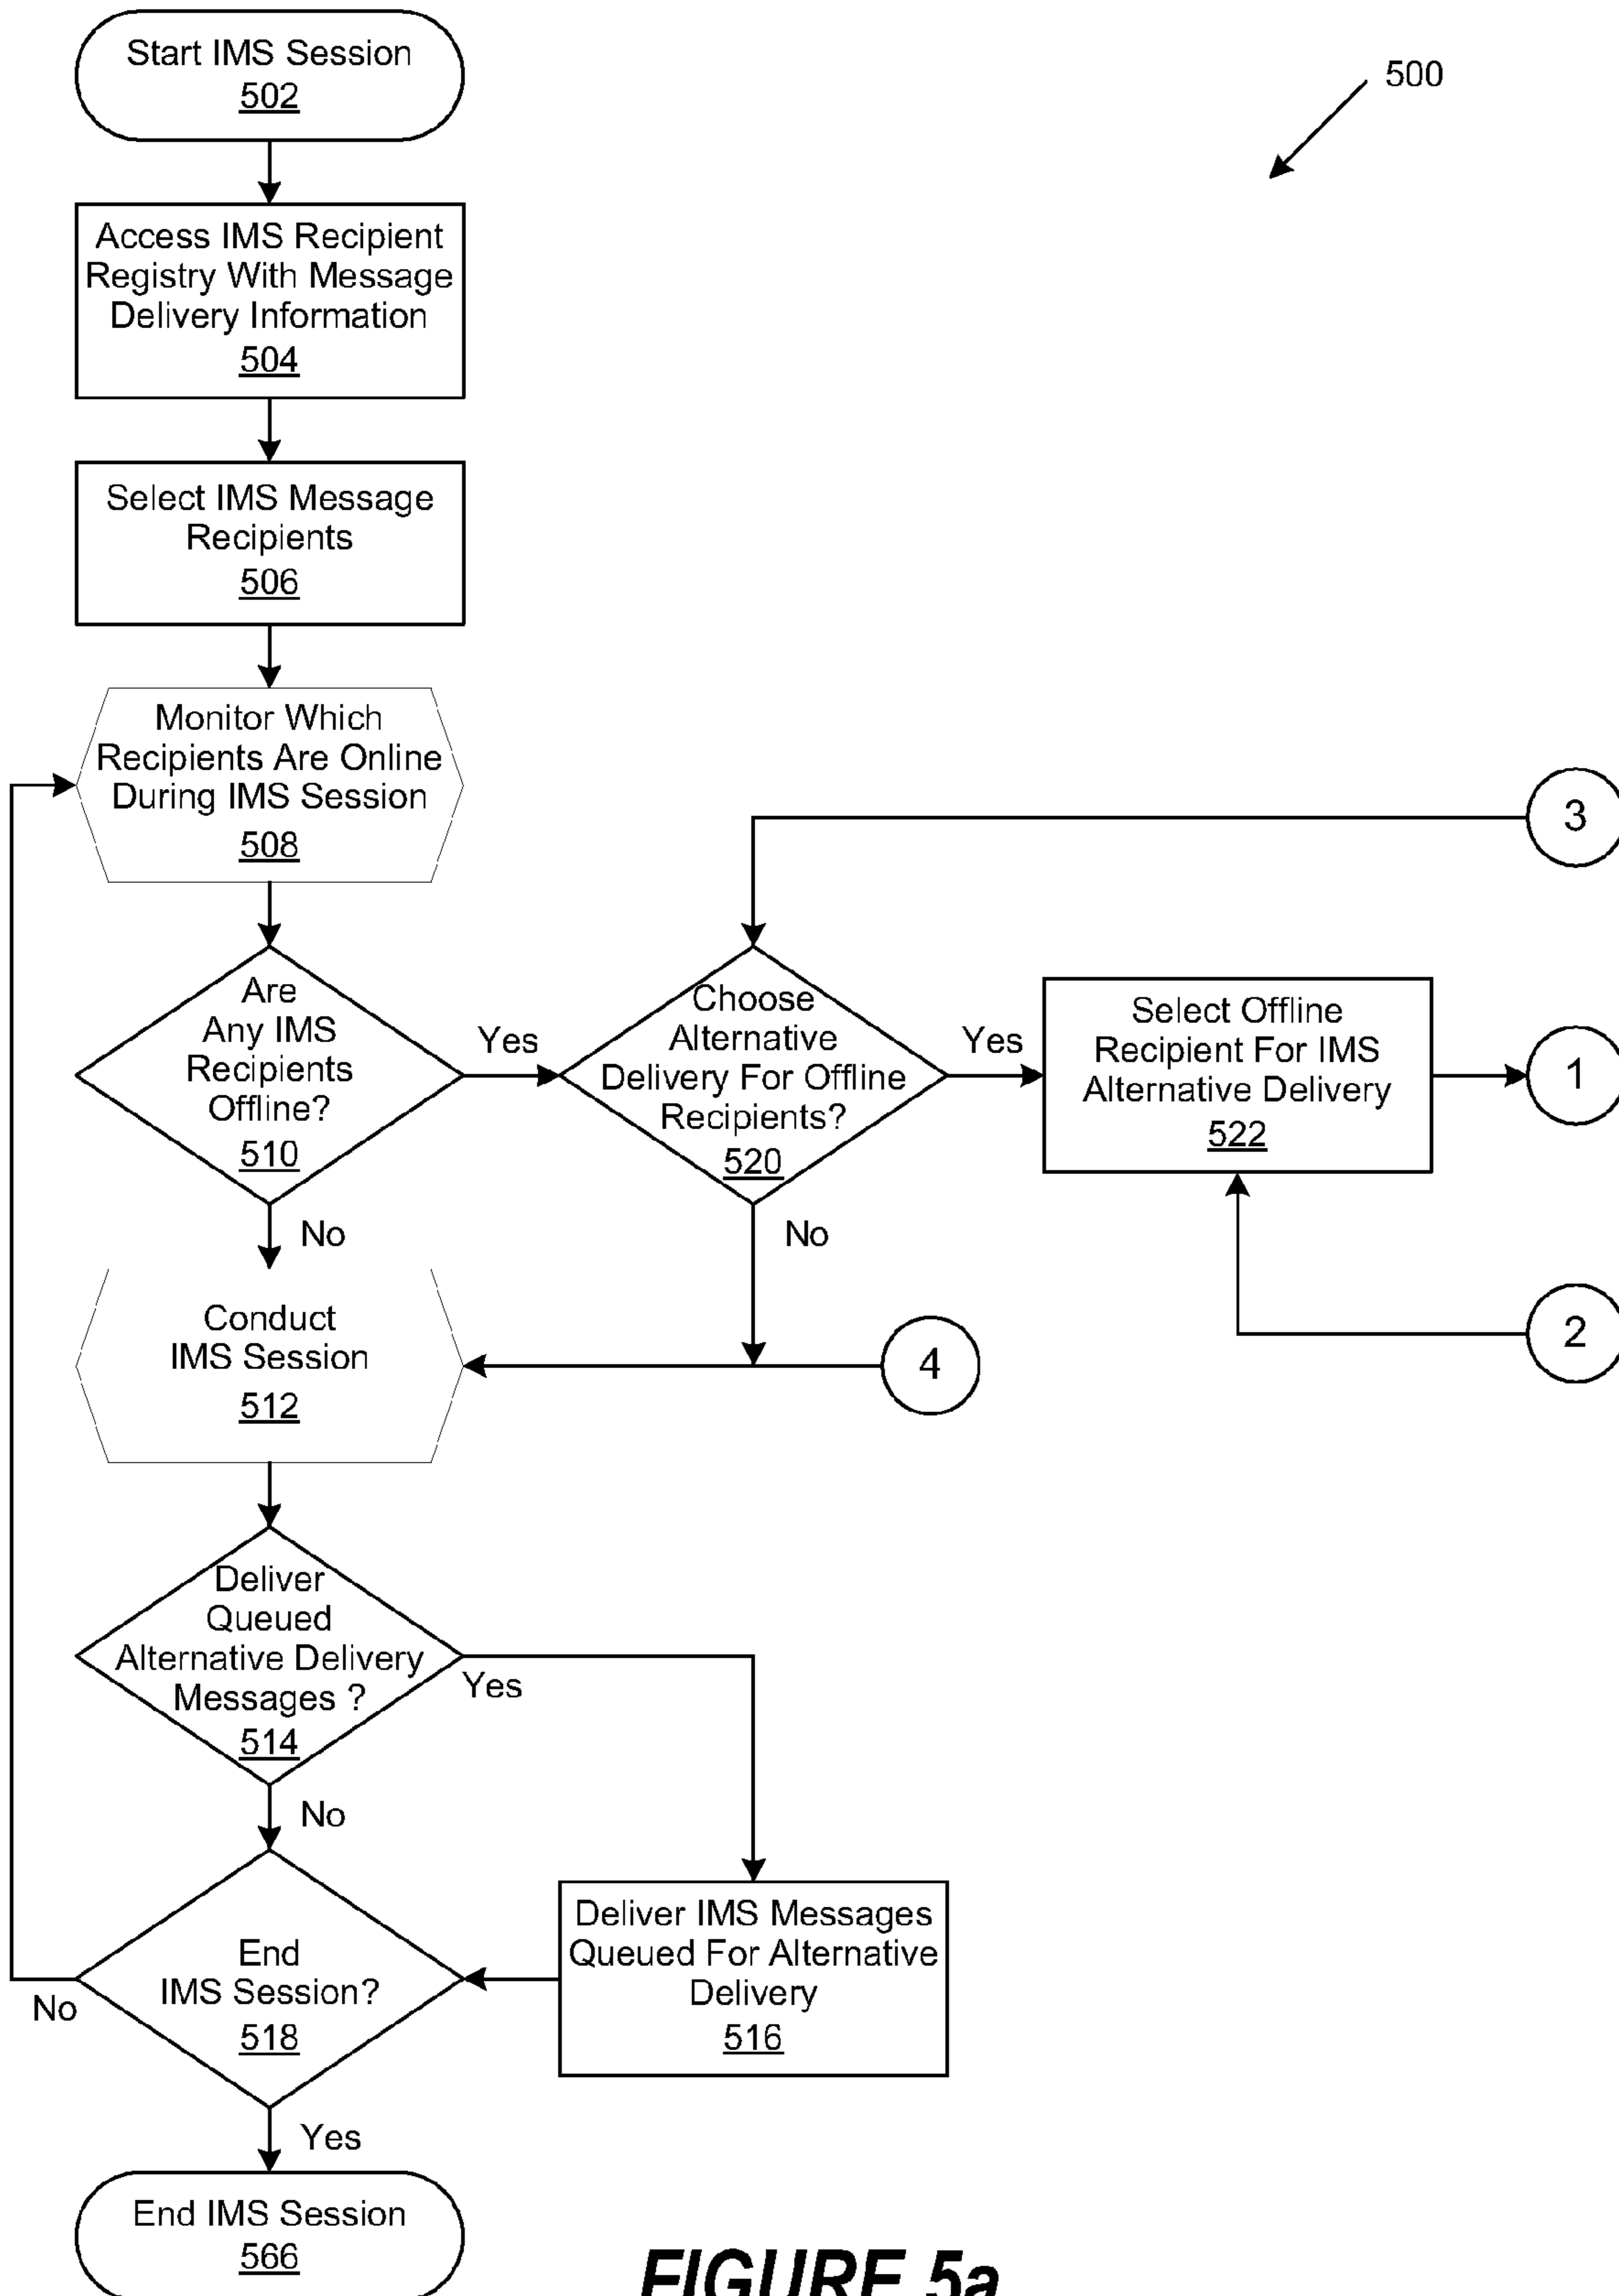 Start IMS Session
502
500
Access IMS Recipient
Registry With Message
Delivery Information
504
Select IMS Message
Recipients
506
Monitor Which
Recipients Are Online
During IMS Session
508
3
Are
Any IMS
Recipients
Offline?
510
Yes
Choose
Alternative
Delivery For Offline
Recipients?
520
Yes
Select Offline
Recipient For IMS
Alternative Delivery
522
1
No
No
2
Conduct
IMS Session
512
4
Deliver
Queued
Alternative Delivery
Messages ?
514
Yes
No
Deliver IMS Messages
Queued For Alternative
Delivery
516
End
IMS Session?
518
No
Yes
End IMS Session
566
FIGURE 5a